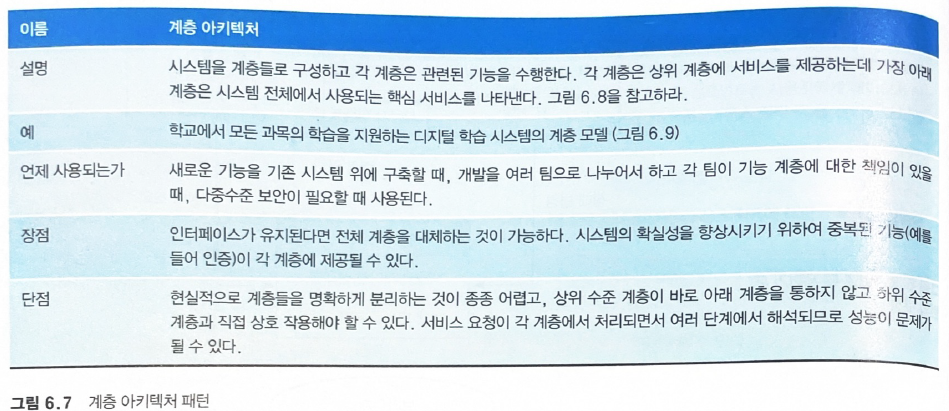 이름 계층 아키텍처
설명 시스템을 계층들로 구성하고 각 계층은 관련된 기능을 수행한다. 각 계층은 상위 계층에 서비스를 제공하는데 가장 아래
계층은 시스템 전체에서 사용되는 핵심 서비스를 나타낸다. 그림 6.8을 참고하라.
예 학교에서 모든 과목의 학습을 지원하는 디지털 학습 시스템의 계층 모델 (그림 6.9)
언제 사용되는가 새로운 기능을 기존 시스템 위에 구축할 때, 개발을 여러 팀으로 나누어서 하고 각 팀이 기능 계층에 대한 책임이 있을
때, 다중수준 보안이 필요할 때 사용된다.
장점 인터페이스가 유지된다면 전체 계층을 대체하는 것이 가능하다. 시스템의 확실성을 향상시키기 위하여 중복된 기능(예를
들어 인증)이 각 계층에 제공될 수 있다.
단점 현실적으로 계층들을 명확하게 분리하는 것이 종종 어렵고, 상위 수준 계층이 바로 아래 계층을 통하지 않고 하위 수준
계층과 직접 상호 작용해야 할 수 있다. 서비스 요청이 각 계층에서 처리되면서 여러 단계에서 해석되므로 성능이 문제가
될 수 있다.
그림 6.7 계층 아키텍처 패턴